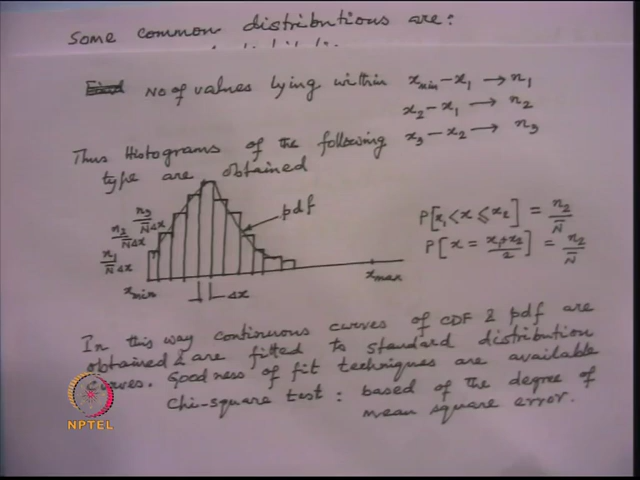 Some common distributions are:
No of values lying within xmin-x1 → n1
x2-x1 → n2
x3-x2 → n3
Thus Histograms of the following
type are obtained
pdf
n3/N̄Δx
n2/N̄Δx
n1/N̄Δx
xmin
Δx
xmax
P[x1<x≤x2] = n2/N̄
P[x = (x1+x2)/2] = n2/N̄
In this way continuous curves of CDF & pdf are
obtained & are fitted to standard distribution
curves. Goodness of fit techniques are available
Chi-square test: based of the degree of
mean square error.
NPTEL